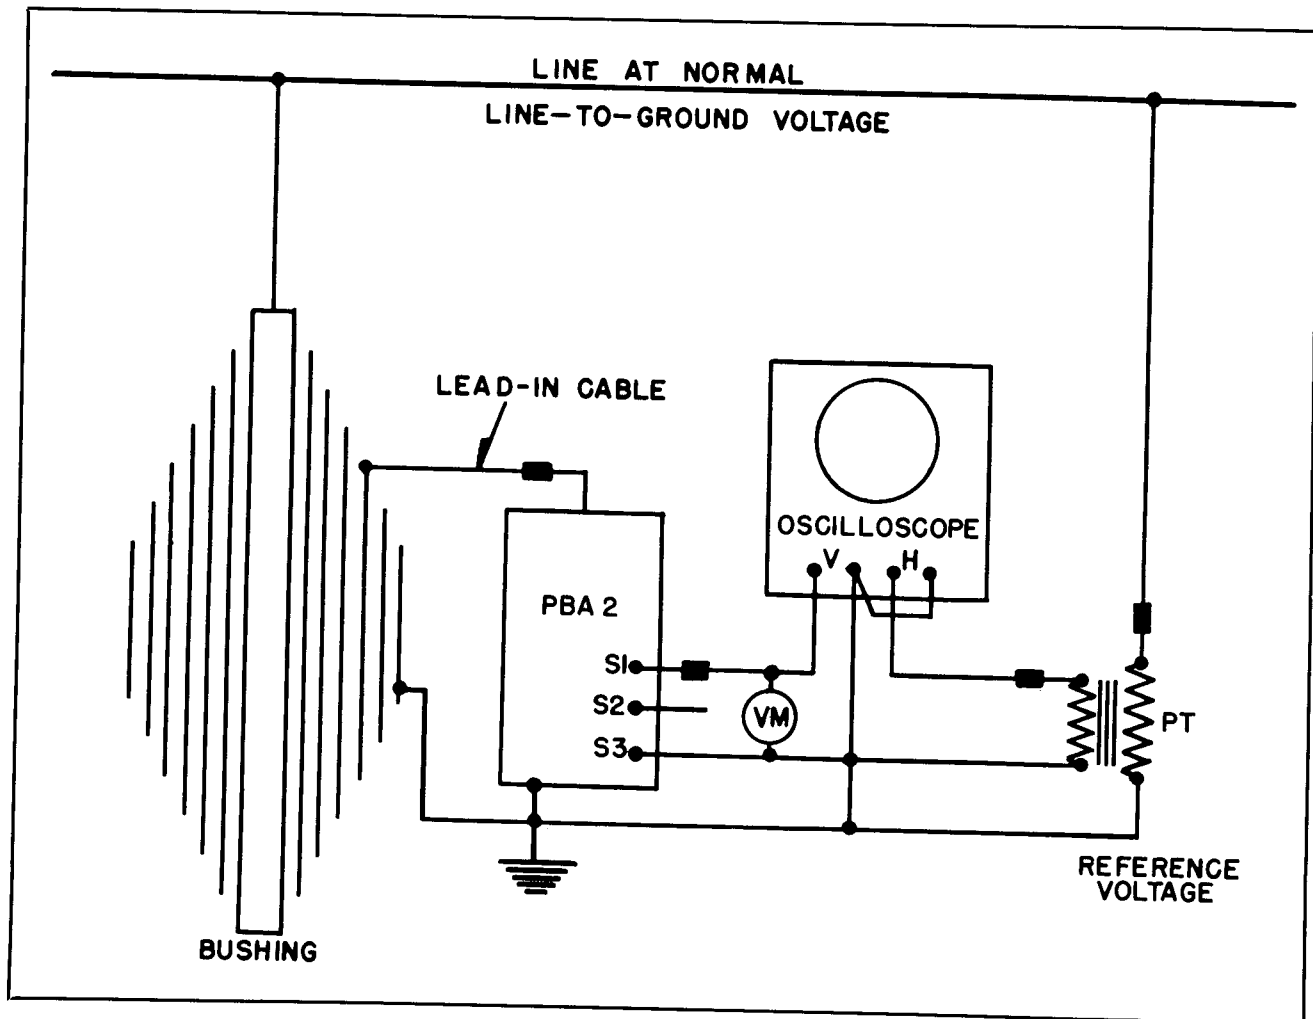 LINE AT NORMAL
LINE-TO-GROUND VOLTAGE
LEAD-IN CABLE
OSCILLOSCOPE
V H
PBA 2
S1
S2
S3
VM
PT
REFERENCE
VOLTAGE
BUSHING